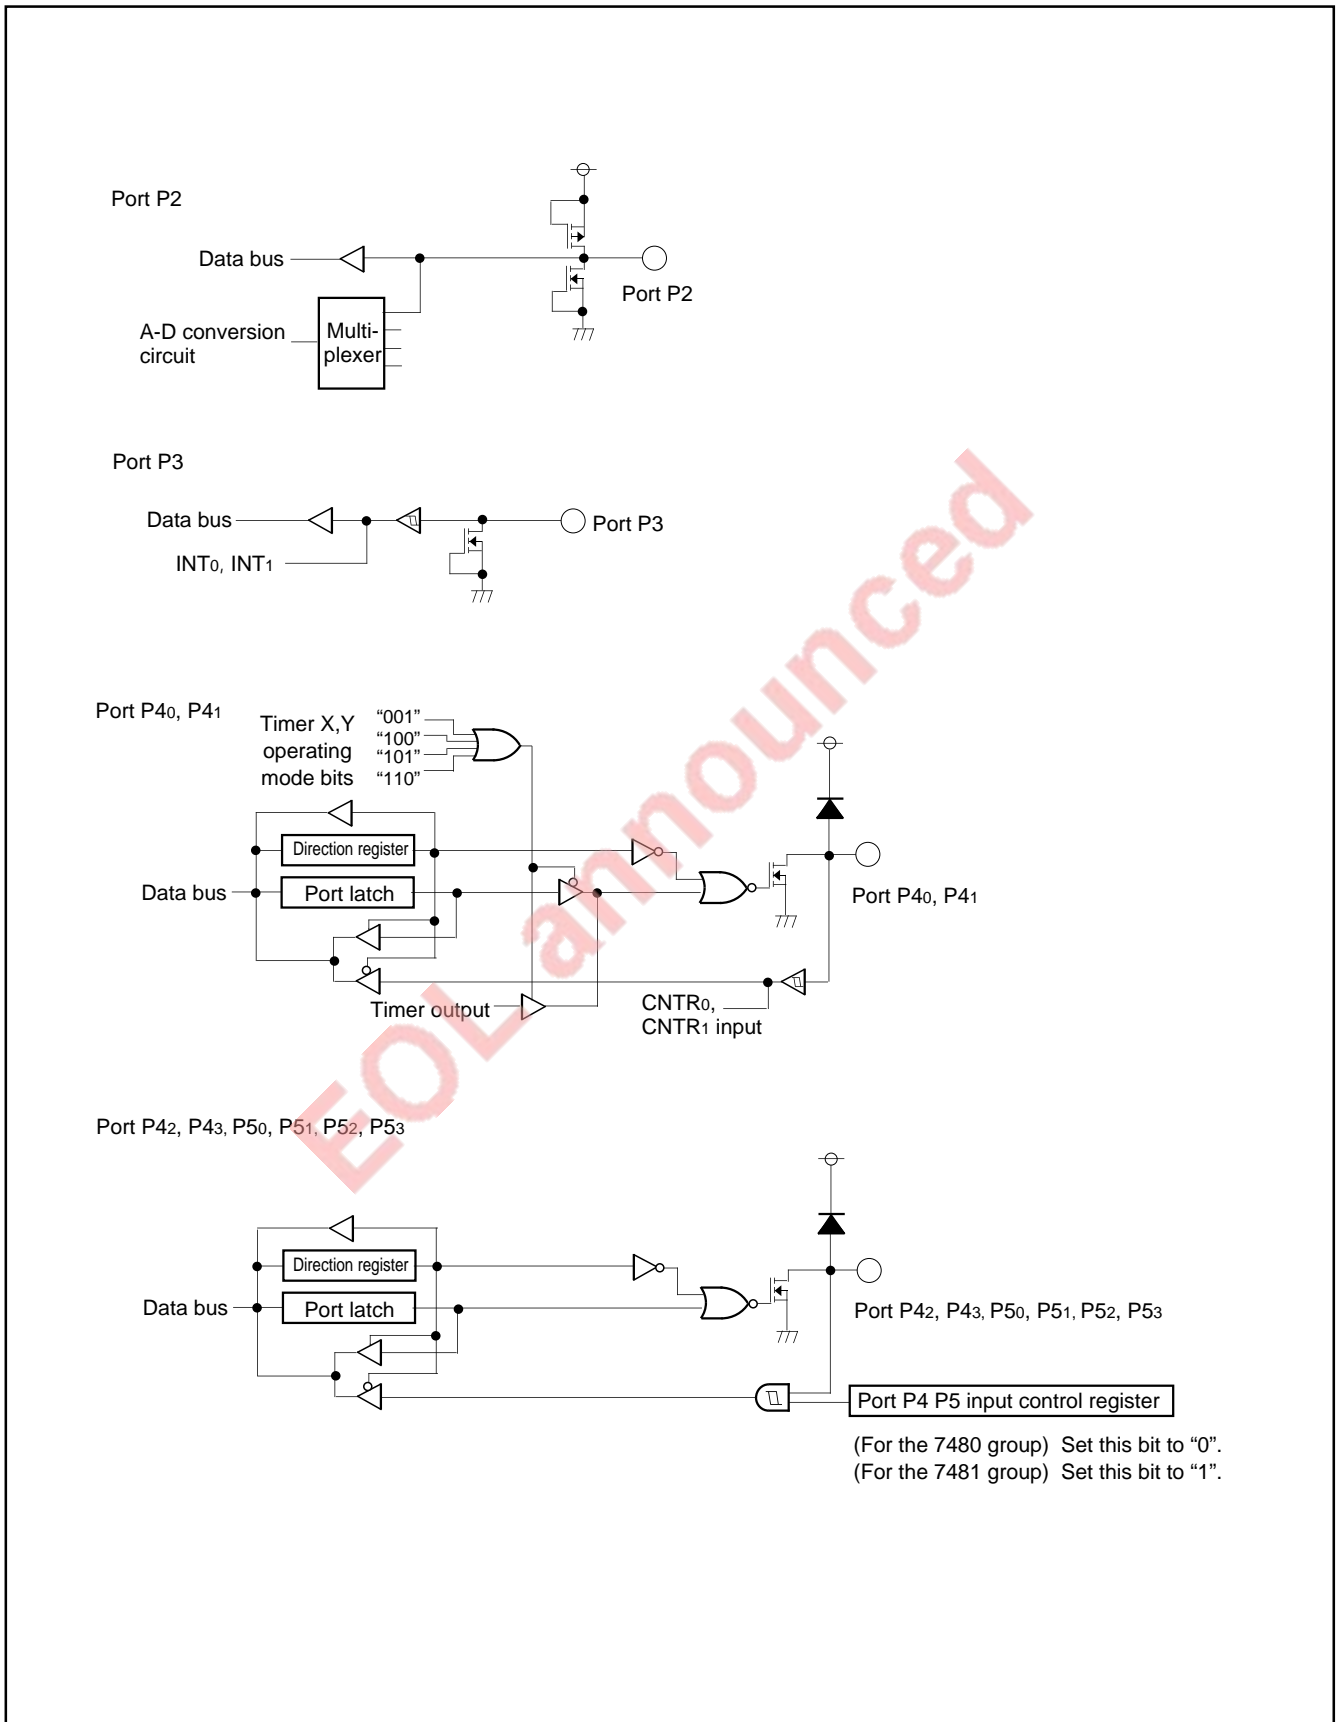 Port P2
Data bus
Port P2
A-D conversion
circuit
Multi-
plexer
Port P3
Data bus
Port P3
INT0, INT1
Port P40, P41
Timer X,Y
operating
mode bits
“001”
“100”
“101”
“110”
Direction register
Data bus
Port latch
Port P40, P41
Timer output
CNTR0,
CNTR1 input
Port P42, P43, P50, P51, P52, P53
Direction register
Data bus
Port latch
Port P42, P43, P50, P51, P52, P53
Port P4 P5 input control register
(For the 7480 group) Set this bit to “0”.
(For the 7481 group) Set this bit to “1”.
EOL announced